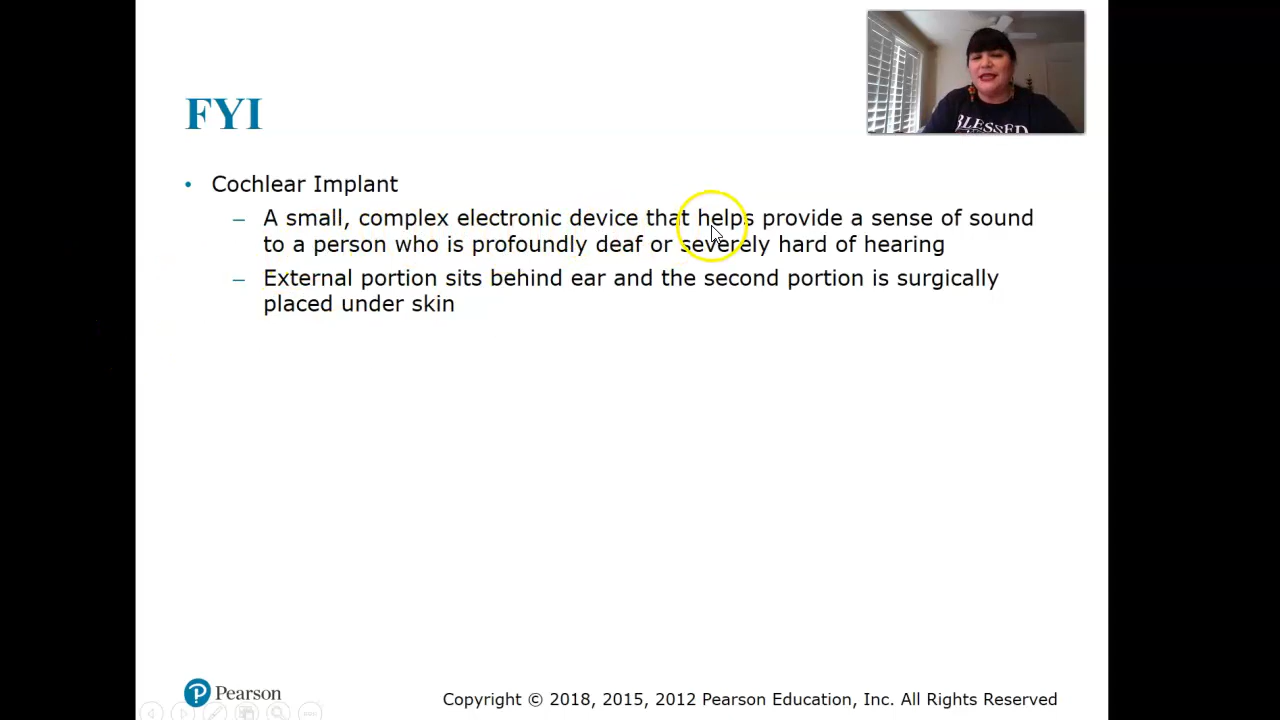 BLESSED
FYI
• Cochlear Implant
– A small, complex electronic device that helps provide a sense of sound
to a person who is profoundly deaf or severely hard of hearing
– External portion sits behind ear and the second portion is surgically
placed under skin
Pearson
Copyright © 2018, 2015, 2012 Pearson Education, Inc. All Rights Reserved